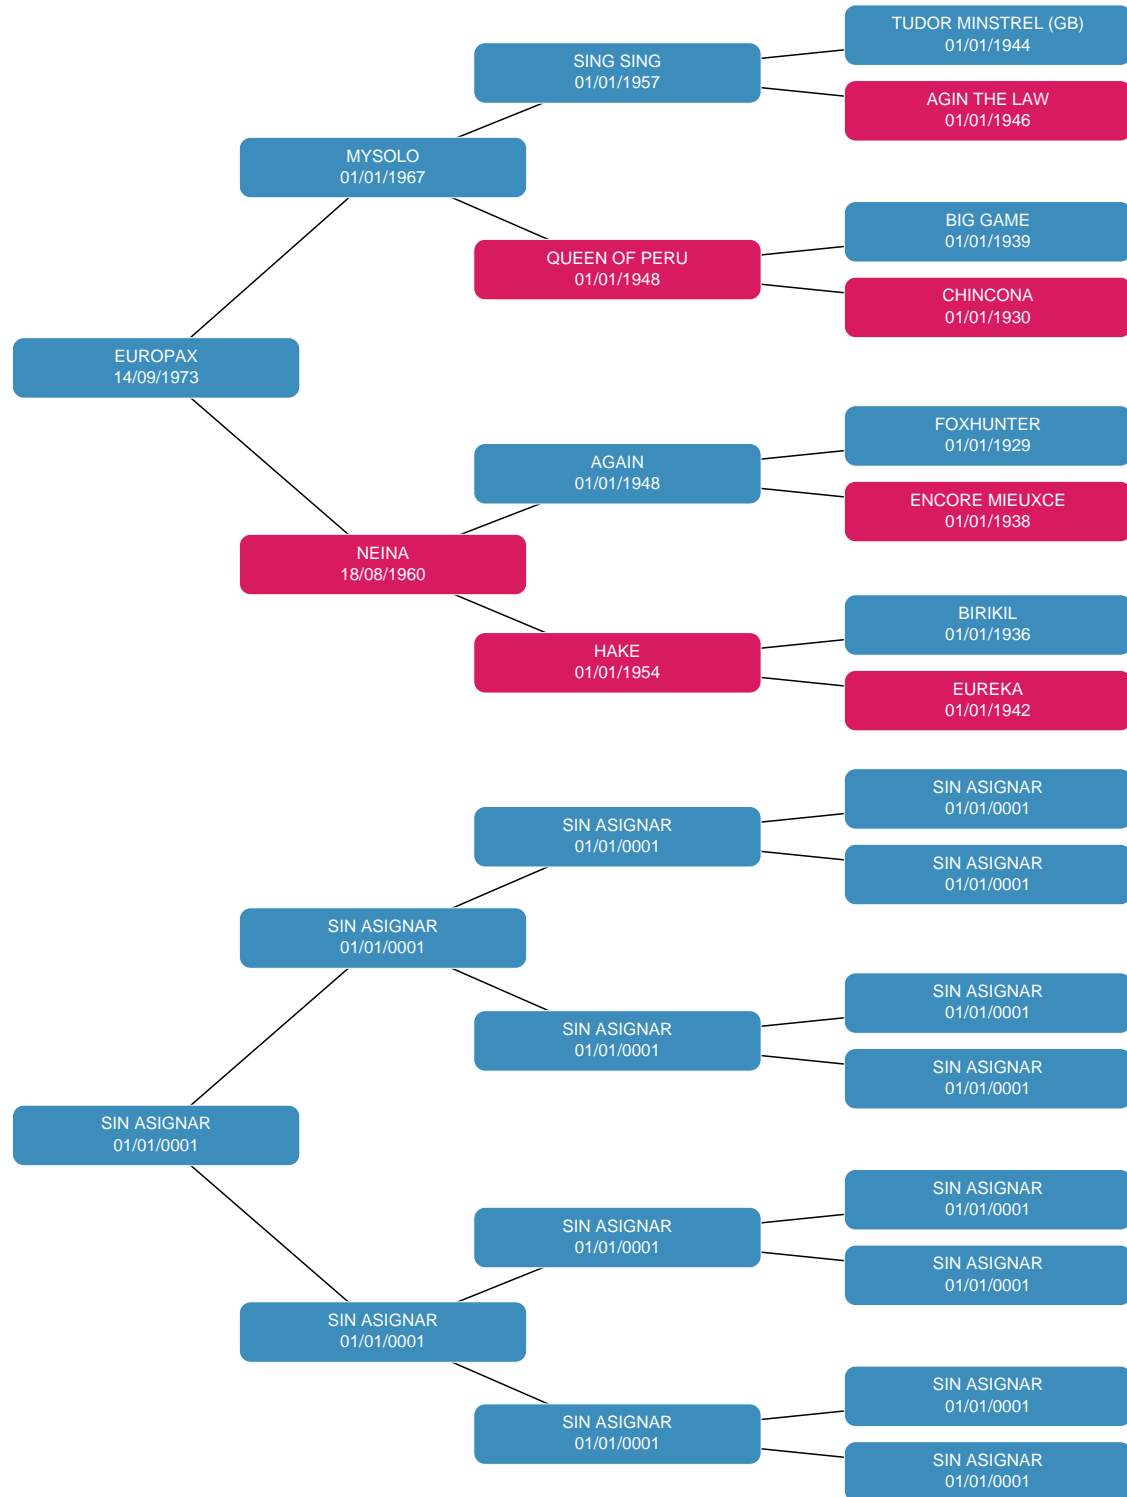 TUDOR MINSTREL (GB)
01/01/1944
SING SING
01/01/1957
AGIN THE LAW
01/01/1946
MYSOLO
01/01/1967
BIG GAME
01/01/1939
QUEEN OF PERU
01/01/1948
CHINCONA
01/01/1930
EUROPAX
14/09/1973
FOXHUNTER
01/01/1929
AGAIN
01/01/1948
ENCORE MIEUXCE
01/01/1938
NEINA
18/08/1960
BIRIKIL
01/01/1936
HAKE
01/01/1954
EUREKA
01/01/1942
SIN ASIGNAR
01/01/0001
SIN ASIGNAR
01/01/0001
SIN ASIGNAR
01/01/0001
SIN ASIGNAR
01/01/0001
SIN ASIGNAR
01/01/0001
SIN ASIGNAR
01/01/0001
SIN ASIGNAR
01/01/0001
SIN ASIGNAR
01/01/0001
SIN ASIGNAR
01/01/0001
SIN ASIGNAR
01/01/0001
SIN ASIGNAR
01/01/0001
SIN ASIGNAR
01/01/0001
SIN ASIGNAR
01/01/0001
SIN ASIGNAR
01/01/0001
SIN ASIGNAR
01/01/0001